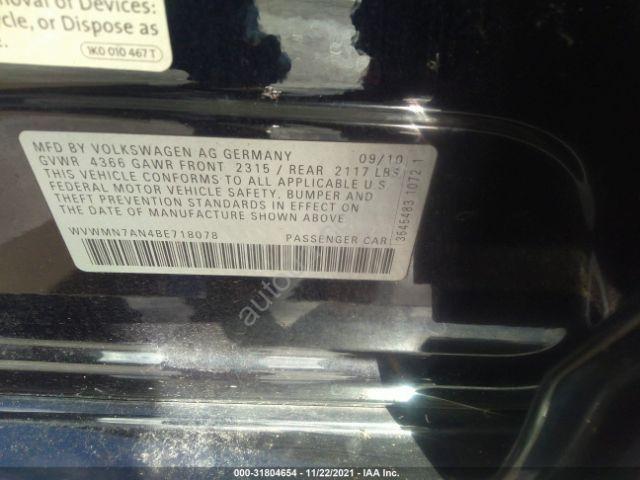 noval of Devices:
cle, or Dispose as
1K0 010 467 T
MFD BY VOLKSWAGEN AG GERMANY 09/10
GVWR 4366 GAWR FRONT 2315 / REAR 2117 LBS
THIS VEHICLE CONFORMS TO ALL APPLICABLE U S
FEDERAL MOTOR VEHICLE SAFETY, BUMPER AND
THEFT PREVENTION STANDARDS IN EFFECT ON
THE DATE OF MANUFACTURE SHOWN ABOVE.
WVWMN7AN4BE718078 PASSENGER CAR
3545483 1072 1
000-31804654 - 11/22/2021 - IAA Inc.